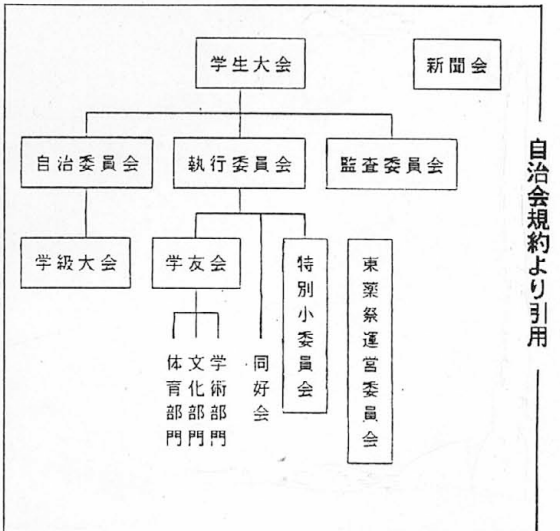 学生大会
新聞会
自治委員会
執行委員会
監査委員会
学級大会
学友会
特別小委員会
東薬祭運営委員会
同好会
学術部門
文化部門
体育部門
自治会規約より引用